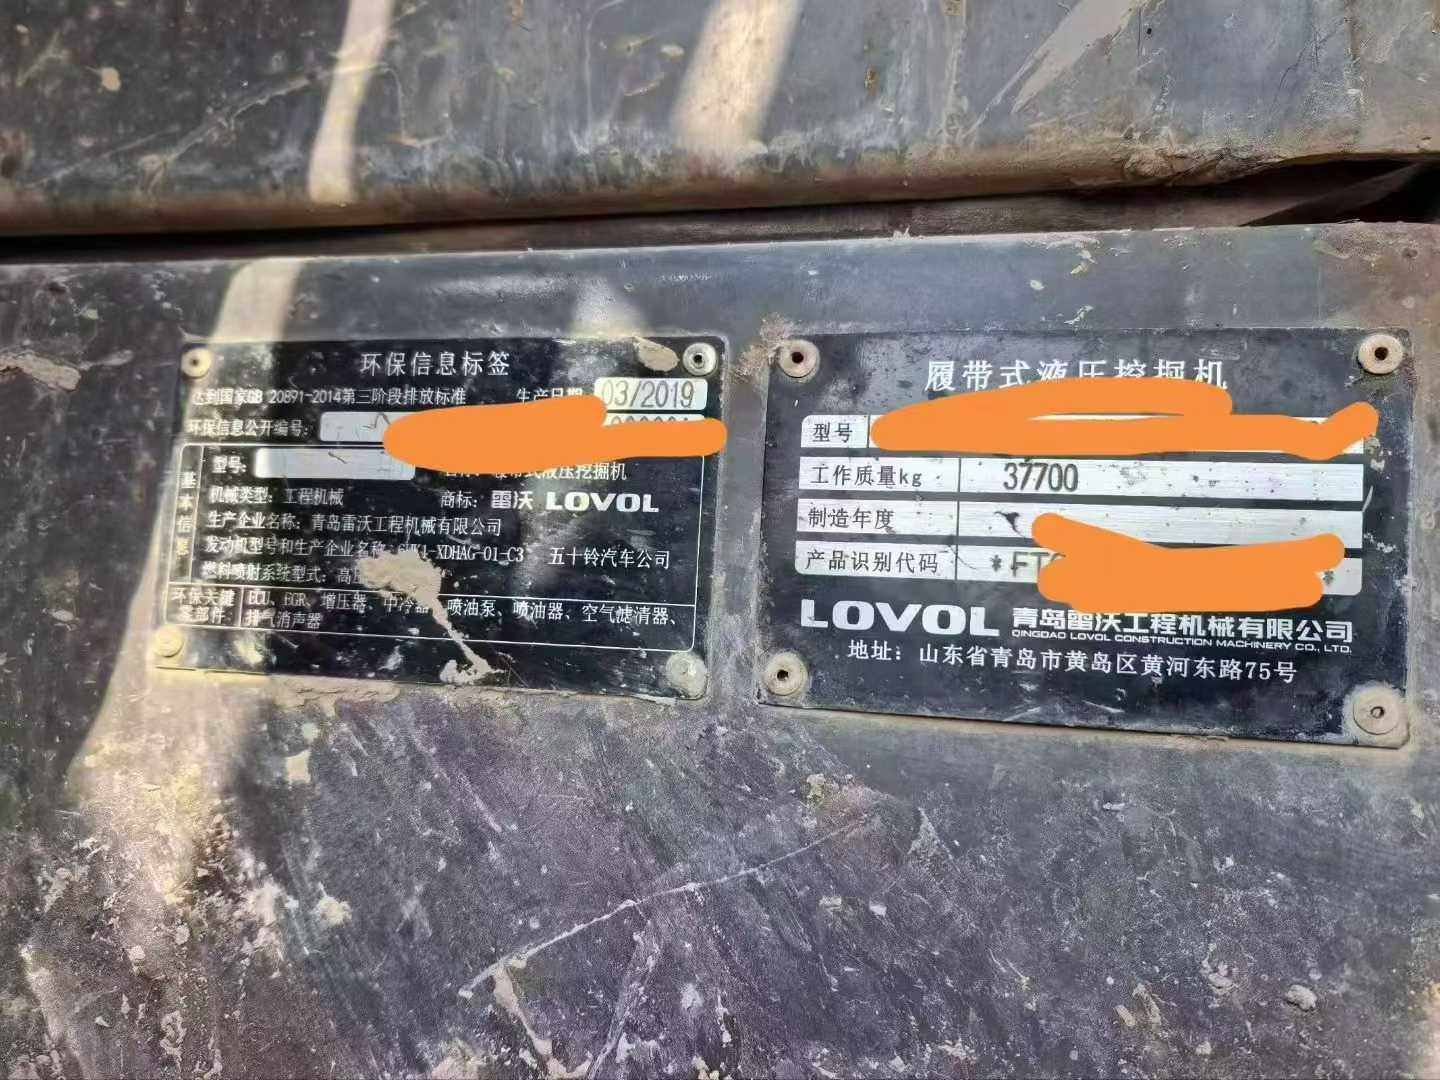 环保信息标签
达到国家GB 20891-2014第三阶段排放标准 生产日期 03/2019
环保信息公开编号:
基本信息
型号: 履带式液压挖掘机
机械类型: 工程机械 商标: 雷沃 LOVOL
生产企业名称: 青岛雷沃工程机械有限公司
发动机型号和生产企业名称: XDHAG-01-C3 五十铃汽车公司
燃料喷射系统型式:
环保关键零部件 ECU、EGR、增压器、中冷器、喷油泵、喷油器、空气滤清器、
排气消声器
履带式液压挖掘机
型号
工作质量kg 37700
制造年度
产品识别代码 *FT *
LOVOL 青岛雷沃工程机械有限公司
QINGDAO LOVOL CONSTRUCTION MACHINERY CO., LTD.
地址: 山东省青岛市黄岛区黄河东路75号